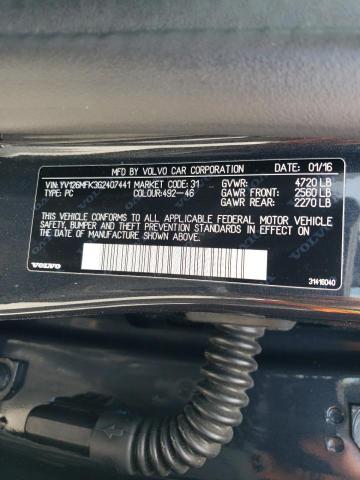 MFD BY VOLVO CAR CORPORATION DATE: 01/16
VIN: YV126MFK3G2407441 MARKET CODE: 31 GVWR: 4720 LB
TYPE: PC COLOUR:492-46 GAWR FRONT: 2560 LB
GAWR REAR: 2270 LB
THIS VEHICLE CONFORMS TO ALL APPLICABLE FEDERAL MOTOR VEHICLE
SAFETY, BUMPER, AND THEFT PREVENTION STANDARDS IN EFFECT ON THE
DATE OF MANUFACTURE SHOWN ABOVE.
VOLVO 31416040